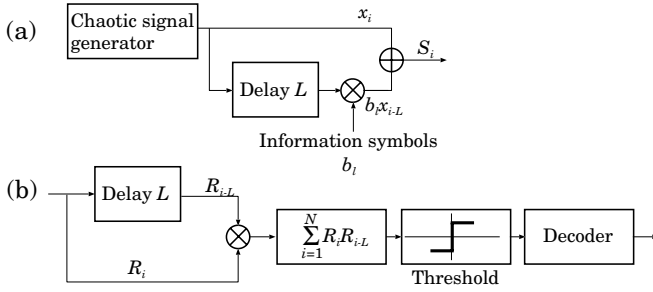 (a)
Chaotic signal
generator
x_i
S_i
Delay L
b_l x_{i-L}
Information symbols
b_l
(b)
Delay L
R_{i-L}
R_i
\sum_{i=1}^{N} R_i R_{i-L}
Threshold
Decoder